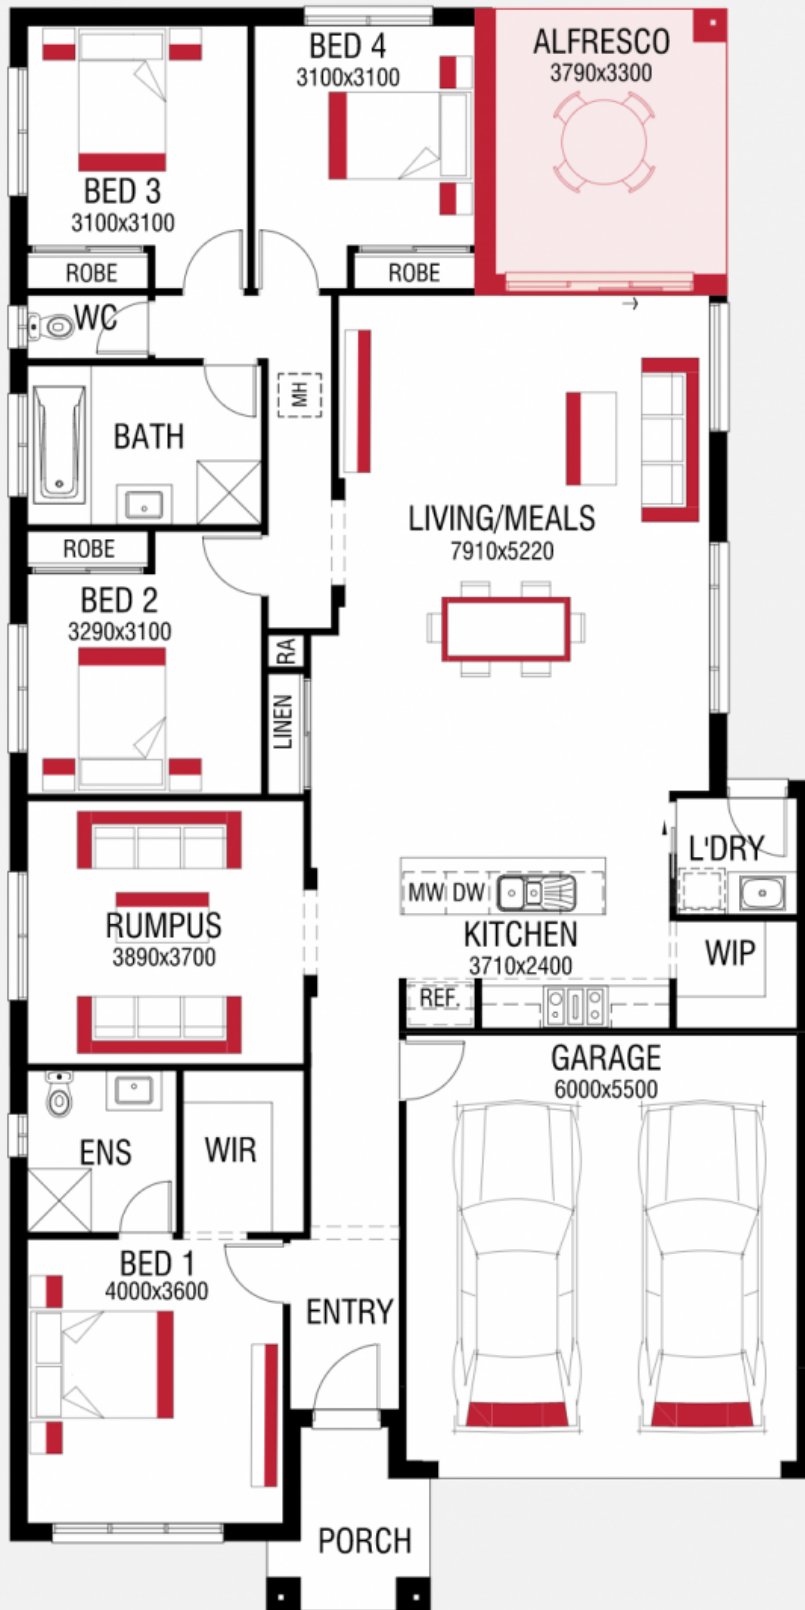 BED 4
3100x3100
ALFRESCO
3790x3300
BED 3
3100x3100
ROBE
ROBE
WC
MH
BATH
LIVING/MEALS
7910x5220
ROBE
BED 2
3290x3100
RA
LINEN
L'DRY
MW DW
RUMPUS
3890x3700
KITCHEN
3710x2400
WIP
REF.
GARAGE
6000x5500
ENS
WIR
BED 1
4000x3600
ENTRY
PORCH